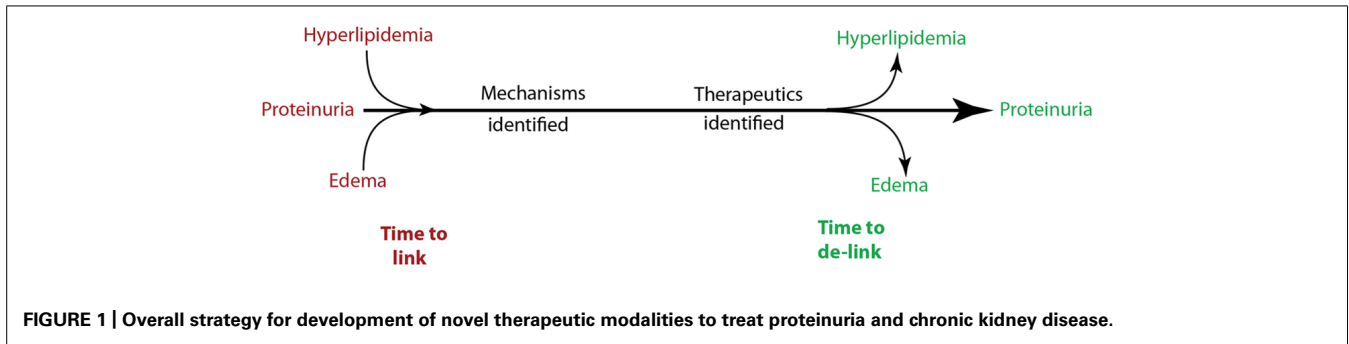 Hyperlipidemia
Hyperlipidemia
Proteinuria
Mechanisms
identified
Therapeutics
identified
Proteinuria
Edema
Edema
Time to
link
Time to
de-link
FIGURE 1 | Overall strategy for development of novel therapeutic modalities to treat proteinuria and chronic kidney disease.